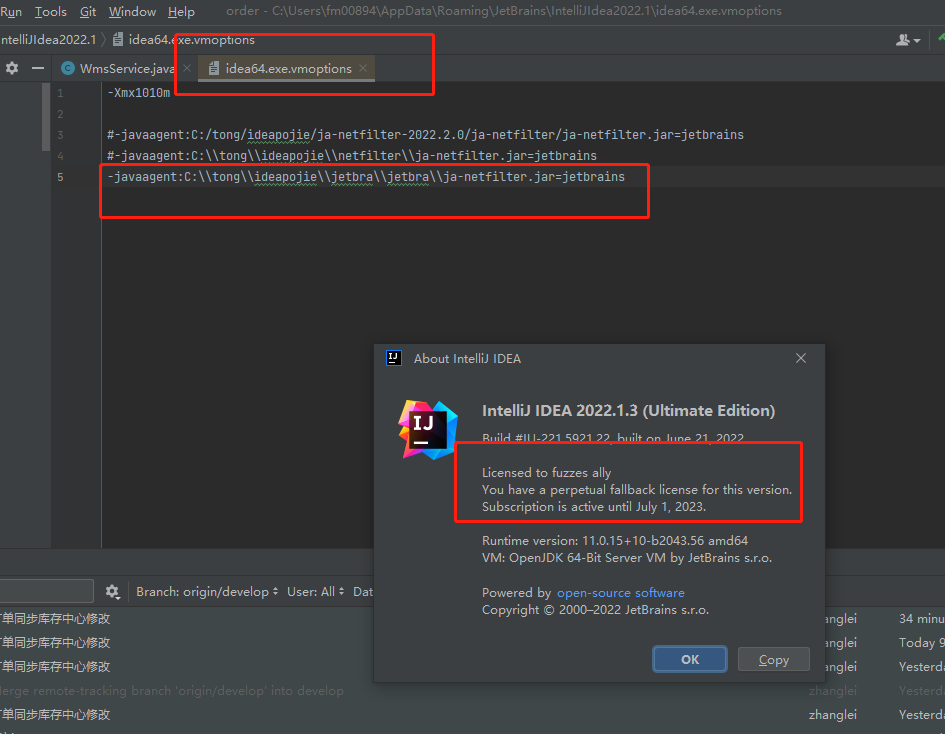 Run Tools Git Window Help order - C:\Users\fm00894\AppData\Roaming\JetBrains\IntelliJIdea2022.1\idea64.exe.vmoptions
ntelliJIdea2022.1 idea64.exe.vmoptions
WmsService.java idea64.exe.vmoptions
1 -Xmx1010m
2
3 #-javaagent:C:/tong/ideapojie/ja-netfilter-2022.2.0/ja-netfilter/ja-netfilter.jar=jetbrains
4 #-javaagent:C:\\tong\\ideapojie\\netfilter\\ja-netfilter.jar=jetbrains
5 -javaagent:C:\\tong\\ideapojie\\jetbra\\jetbra\\ja-netfilter.jar=jetbrains
IJ About IntelliJ IDEA
IJ
IntelliJ IDEA 2022.1.3 (Ultimate Edition)
Build #IU-221.5921.22, built on June 21, 2022
Licensed to fuzzes ally
You have a perpetual fallback license for this version.
Subscription is active until July 1, 2023.
Runtime version: 11.0.15+10-b2043.56 amd64
VM: OpenJDK 64-Bit Server VM by JetBrains s.r.o.
Powered by open-source software
Copyright © 2000–2022 JetBrains s.r.o.
OK Copy
Branch: origin/develop User: All Dat
单同步库存中心修改 anglei 34 minu
单同步库存中心修改 anglei Today 9
单同步库存中心修改 anglei Yesterd
erge remote-tracking branch 'origin/develop' into develop zhanglei Yesterd
单同步库存中心修改 zhanglei Yesterd